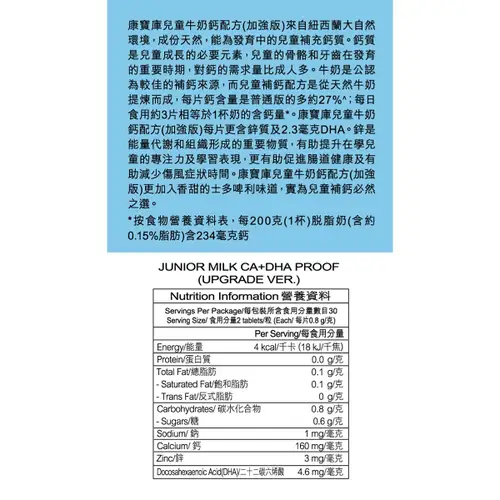 康寶庫兒童牛奶鈣配方(加強版)來自紐西蘭大自然
環境，成份天然，能為發育中的兒童補充鈣質。鈣質
是兒童成長的必要元素，兒童的骨骼和牙齒在發育
的重要時期，對鈣的需求量比成人多。牛奶是公認
為較佳的補鈣來源，而兒童補鈣配方是從天然牛奶
提煉而成，每片鈣含量是普通版的多約27%^；每日
食用約3片相等於1杯奶的含鈣量*。康寶庫兒童牛奶
鈣配方(加強版)每片更含鋅質及2.3毫克DHA。鋅是
能量代謝和組織形成的重要物質，有助提升在學兒
童的專注力及學習表現，更有助促進腸道健康及有
助減少傷風症狀時間。康寶庫兒童牛奶鈣配方(加強
版)更加入香甜的士多啤利味道，實為兒童補鈣必然
之選。
*按食物營養資料表，每200克(1杯)脱脂奶(含約
0.15%脂肪)含234毫克鈣
JUNIOR MILK CA+DHA PROOF
(UPGRADE VER.)
Nutrition Information 營養資料
Servings Per Package/每包裝所含食用分量數目30
Serving Size/ 食用分量2 tablets/粒 (Each/ 每片0.8 g/克)
Per Serving/每食用分量
Energy/能量 4 kcal/千卡 (18 kJ/千焦)
Protein/蛋白質 0.0 g/克
Total Fat/總脂肪 0.1 g/克
- Saturated Fat/飽和脂肪 0.1 g/克
- Trans Fat/反式脂肪 0 g/克
Carbohydrates/ 碳水化合物 0.8 g/克
- Sugars/糖 0.6 g/克
Sodium/ 鈉 1 mg/毫克
Calcium/ 鈣 160 mg/毫克
Zinc/鋅 3 mg/毫克
Docosahexaenoic Acid(DHA)/二十二碳六烯酸 4.6 mg/毫克